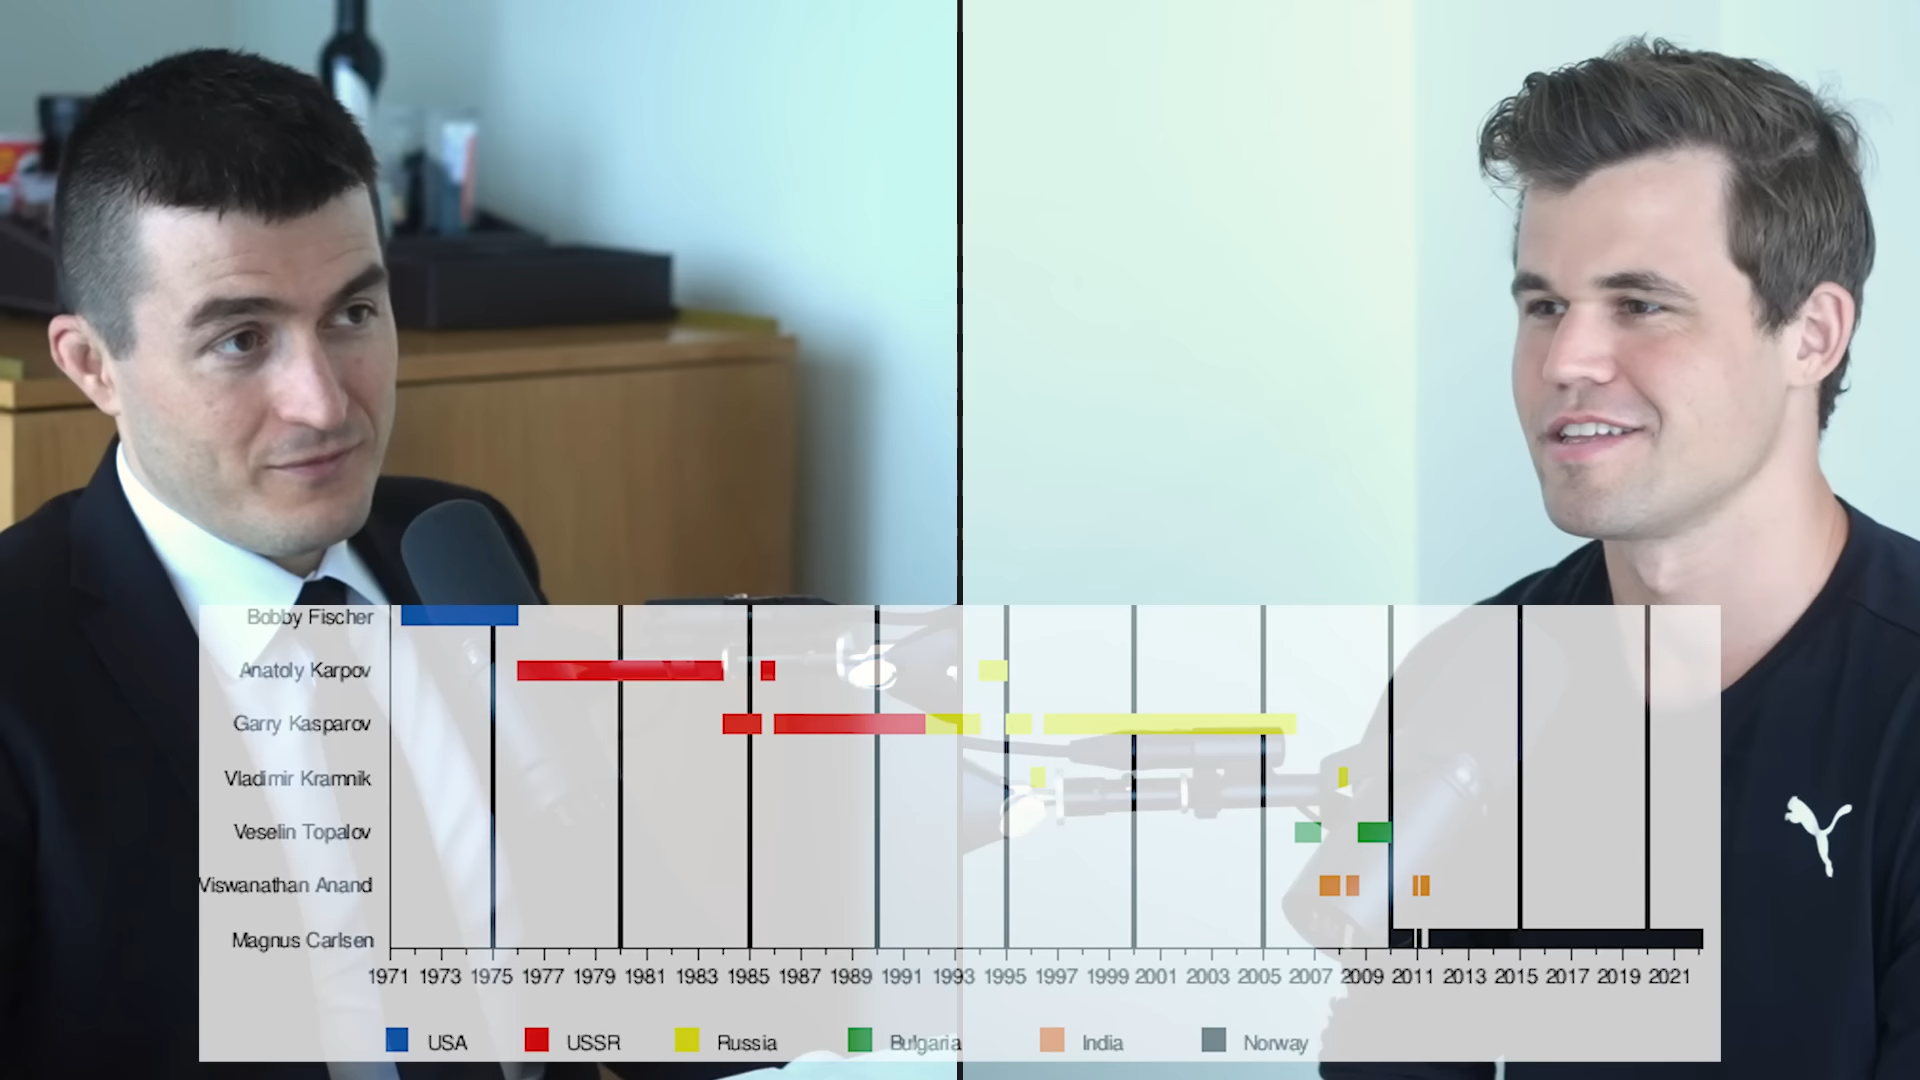 Bobby Fischer
Anatoly Karpov
Garry Kasparov
Vladimir Kramnik
Veselin Topalov
Viswanathan Anand
Magnus Carlsen
1971 1973 1975 1977 1979 1981 1983 1985 1987 1989 1991 1993 1995 1997 1999 2001 2003 2005 2007 2009 2011 2013 2015 2017 2019 2021
USA USSR Russia Bulgaria India Norway